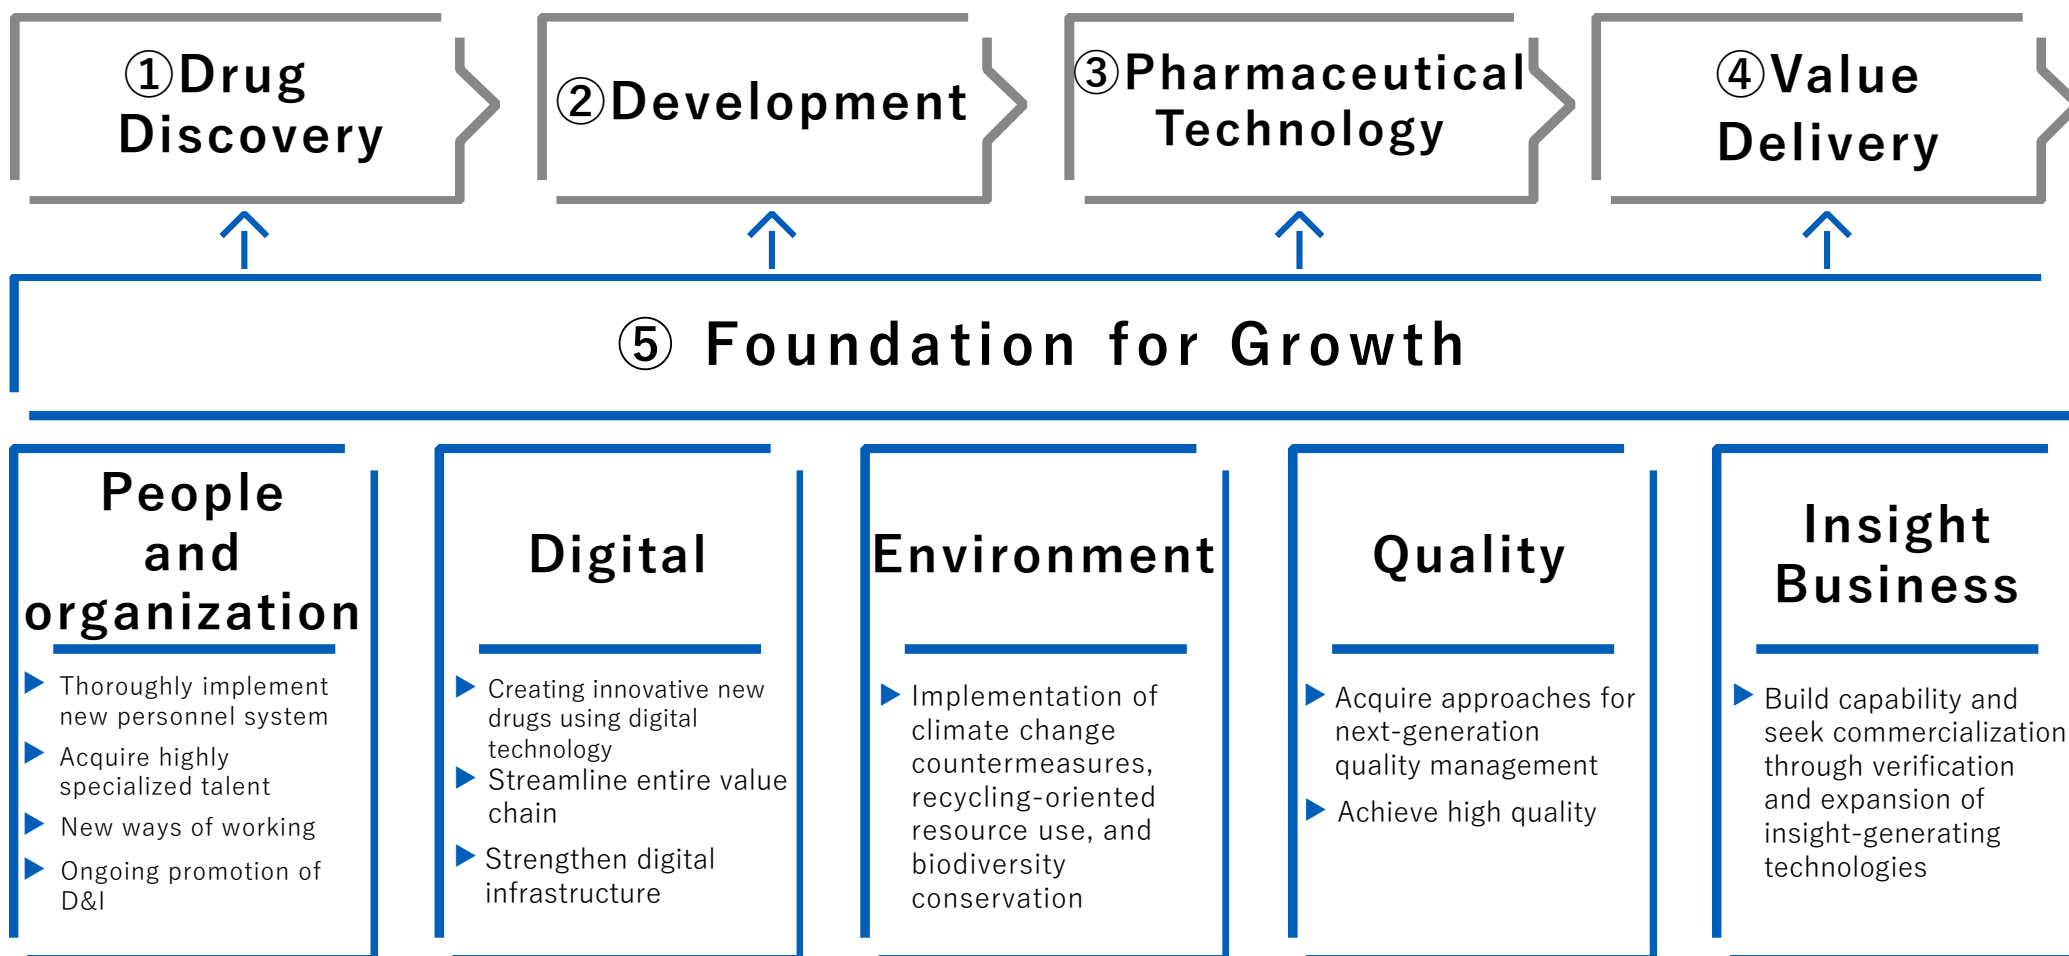 ①Drug
Discovery
②Development
③Pharmaceutical
Technology
④Value
Delivery
⑤ Foundation for Growth
People
and
organization
Thoroughly implement
new personnel system
Acquire highly
specialized talent
New ways of working
Ongoing promotion of
D&I
Digital
Creating innovative new
drugs using digital
technology
Streamline entire value
chain
Strengthen digital
infrastructure
Environment
Implementation of
climate change
countermeasures,
recycling-oriented
resource use, and
biodiversity
conservation
Quality
Acquire approaches for
next-generation
quality management
Achieve high quality
Insight
Business
Build capability and
seek commercialization
through verification
and expansion of
insight-generating
technologies